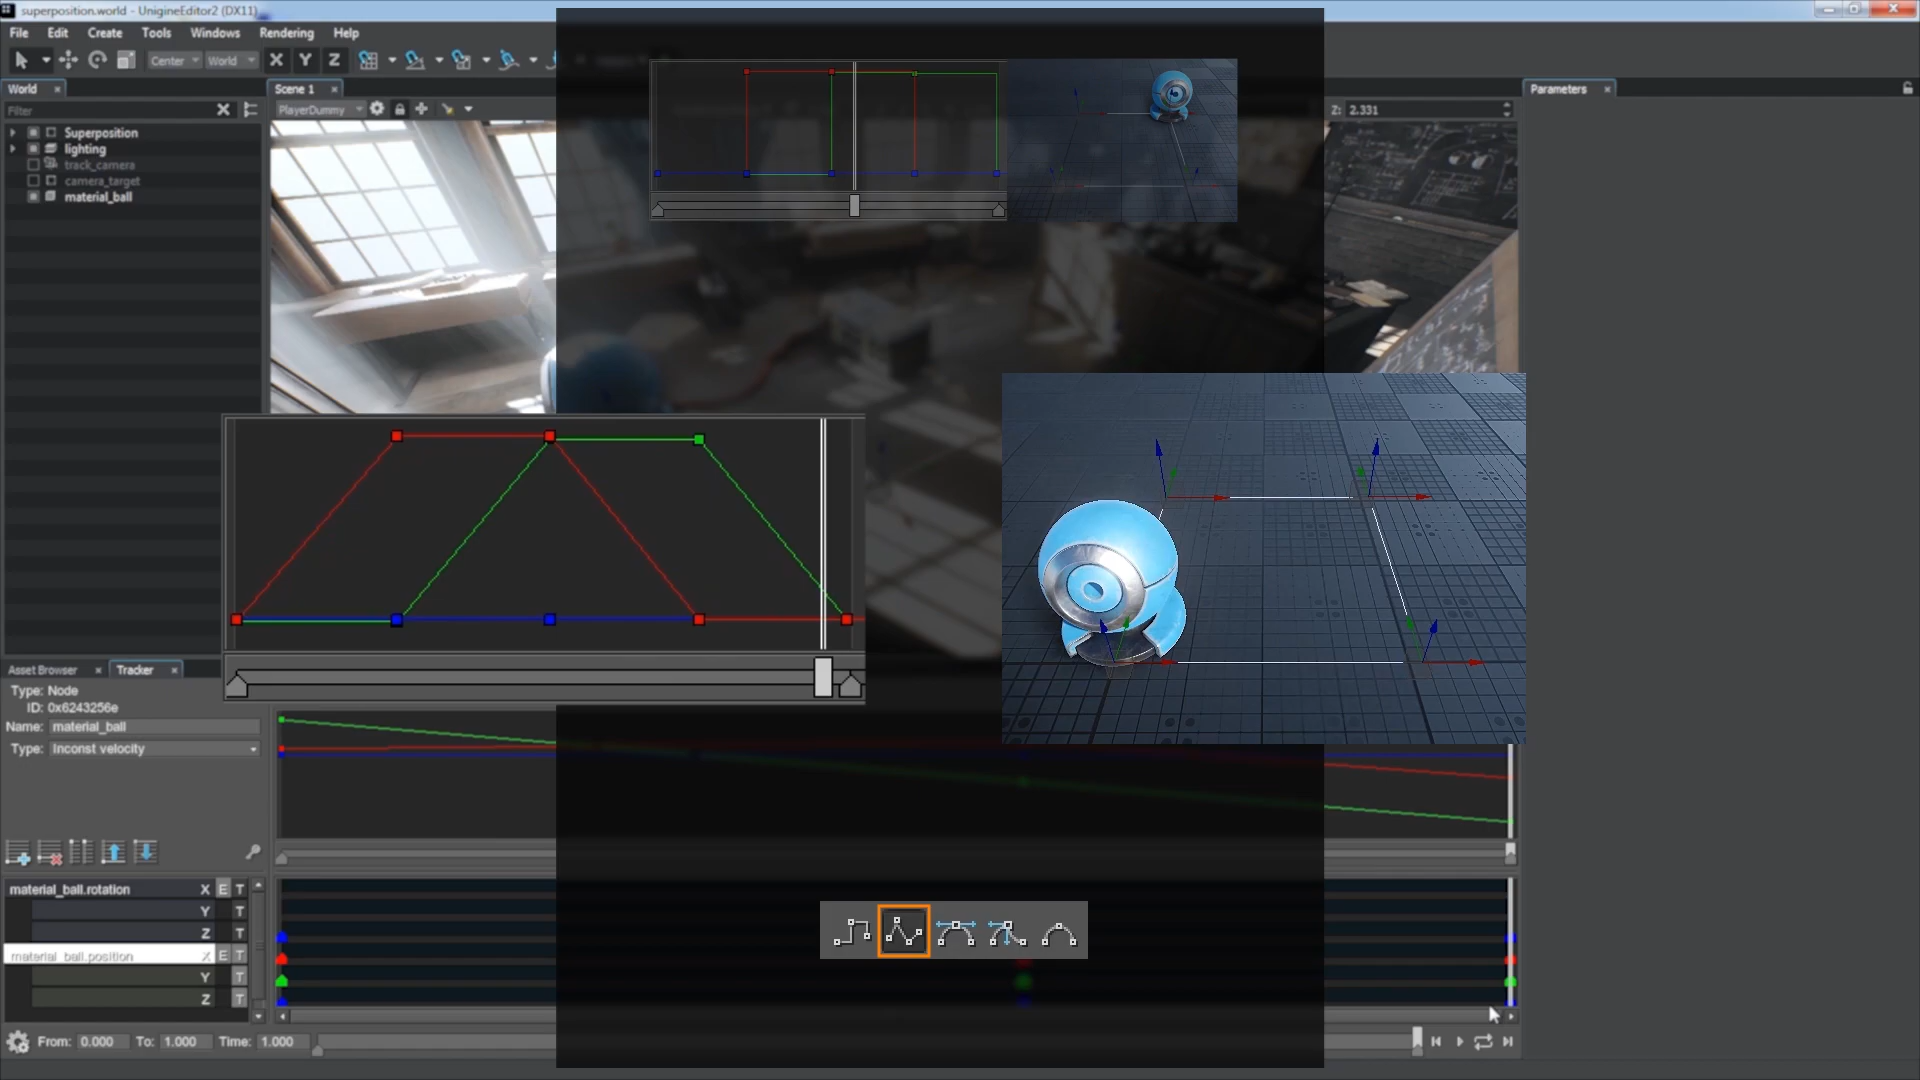 superposition.world - UnigineEditor2 (DX11)
File Edit Create Tools Windows Rendering Help
Center World X Y Z
World
Scene 1
Parameters
Filter
PlayerDummy
Z: 2.331
Superposition
lighting
track_camera
camera_target
material_ball
Asset Browser
Tracker
Type: Node
ID: 0x6243256e
Name: material_ball
Type: Inconst velocity
material_ball.rotation X E T
Y T
Z T
material_ball.position X E T
Y T
Z T
From: 0.000 To: 1.000 Time: 1.000